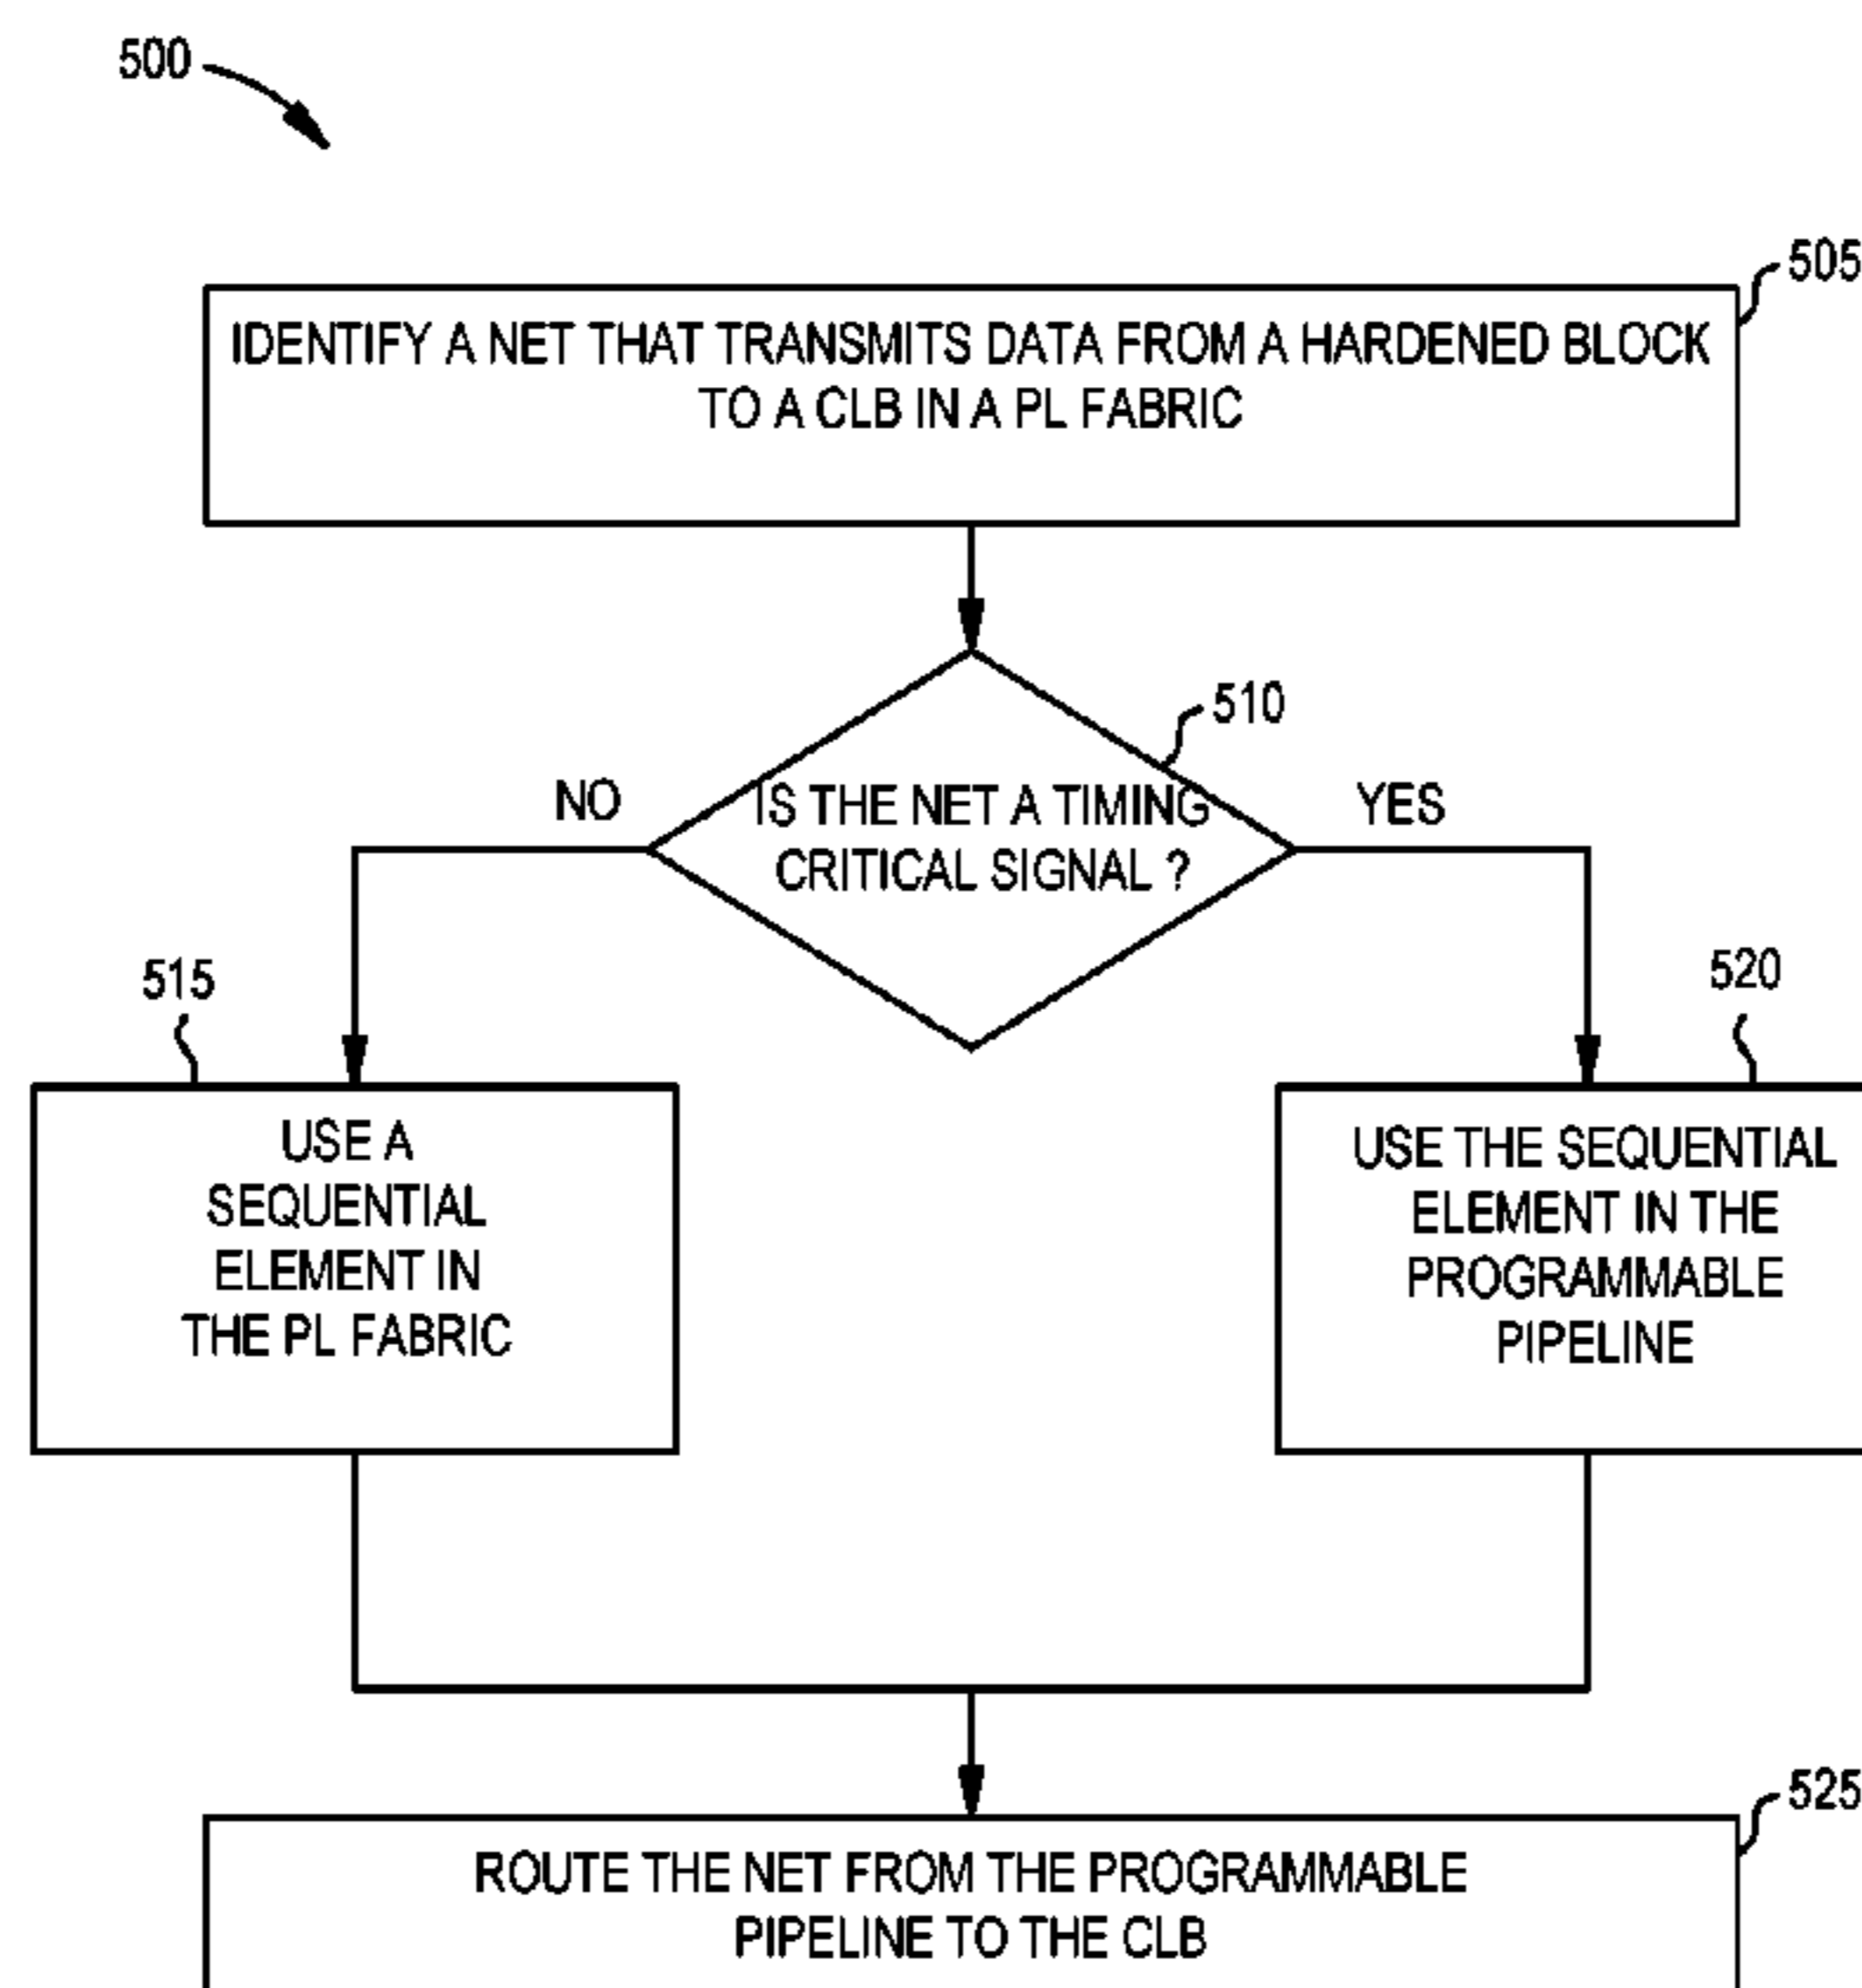 500
505
IDENTIFY A NET THAT TRANSMITS DATA FROM A HARDENED BLOCK
TO A CLB IN A PL FABRIC
510
NO
IS THE NET A TIMING
CRITICAL SIGNAL ?
YES
515
USE A
SEQUENTIAL
ELEMENT IN
THE PL FABRIC
520
USE THE SEQUENTIAL
ELEMENT IN THE
PROGRAMMABLE
PIPELINE
525
ROUTE THE NET FROM THE PROGRAMMABLE
PIPELINE TO THE CLB